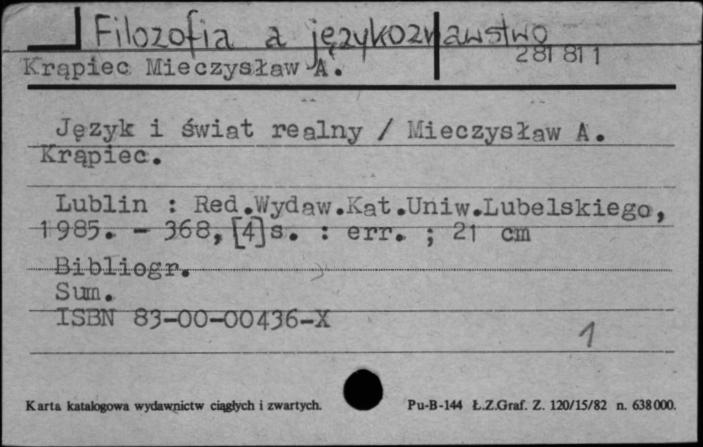 Filozofia a językoznawstwo
281 81 1
Krąpiec Mieczysław A.
Język i świat realny / Mieczysław A.
Krąpiec.
Lublin : Red.Wydaw.Kat.Uniw.Lubelskiego,
1985. - 368,[4]s. : err. ; 21 cm
Bibliogr.
Sum.
ISBN 83-00-00436-X
1
Karta katalogowa wydawnictw ciągłych i zwartych.
Pu-B-144 Ł.Z.Graf. Z. 120/15/82 n. 638000.